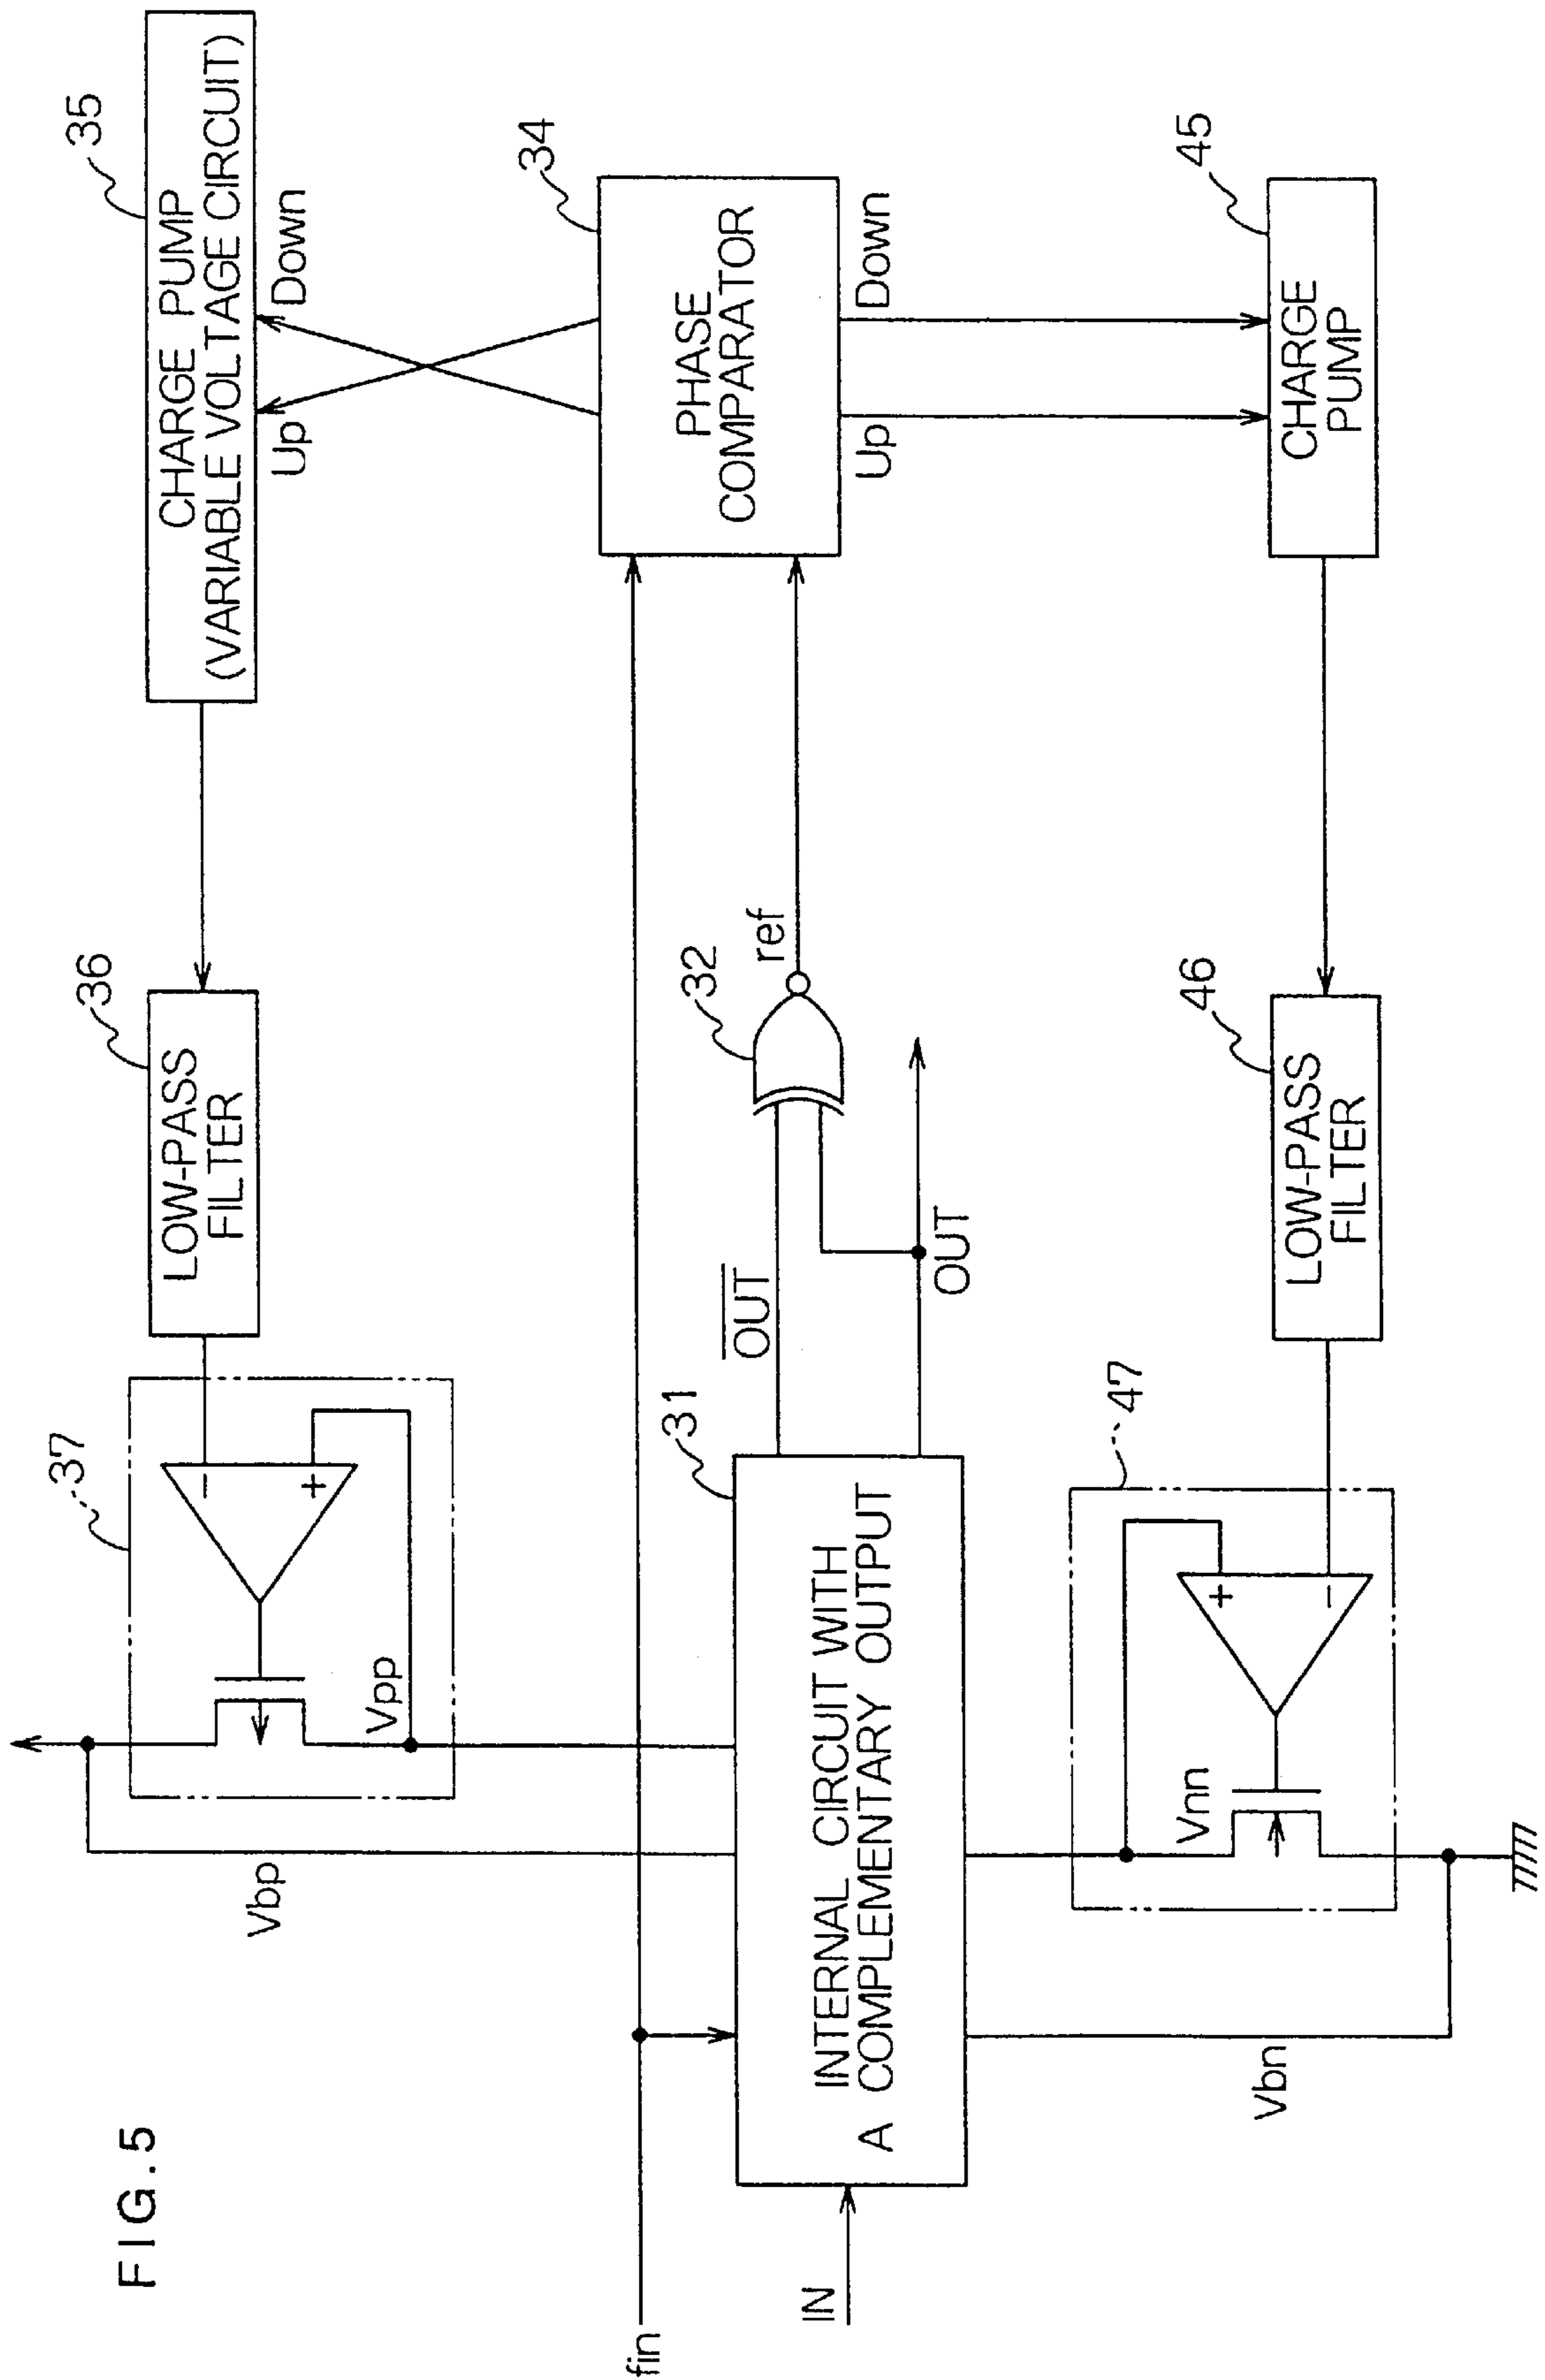 FIG.5
37
36
35
LOW-PASS
FILTER
CHARGE PUMP
(VARIABLE VOLTAGE CIRCUIT)
−
+
Vpp
Vbp
Up
Down
fin
34
PHASE
COMPARATOR
31
OUT
32
ref
IN
INTERNAL CIRCUIT WITH
A COMPLEMENTARY OUTPUT
OUT
Up
Down
47
46
45
+
−
Vnn
Vbn
LOW-PASS
FILTER
CHARGE
PUMP